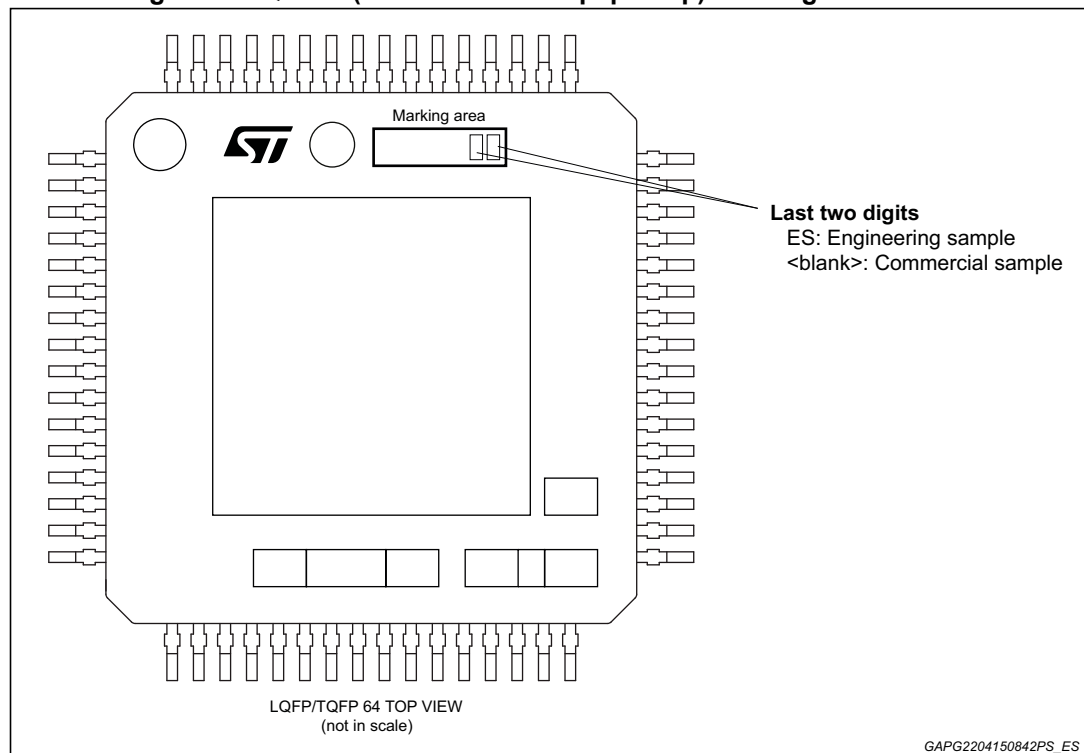 Marking area
Last two digits
ES: Engineering sample
<blank>: Commercial sample
LQFP/TQFP 64 TOP VIEW
(not in scale)
GAPG2204150842PS_ES